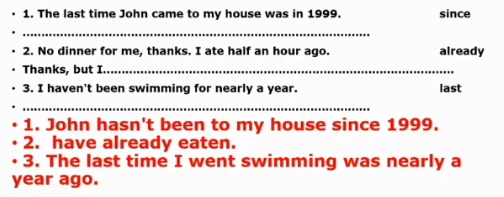 • 1. The last time John came to my house was in 1999. since
• ..........................................................................................
• 2. No dinner for me, thanks. I ate half an hour ago. already
• Thanks, but I..........................................................................................
• 3. I haven't been swimming for nearly a year. last
• ..........................................................................................
• 1. John hasn't been to my house since 1999.
• 2. have already eaten.
• 3. The last time I went swimming was nearly a
year ago.